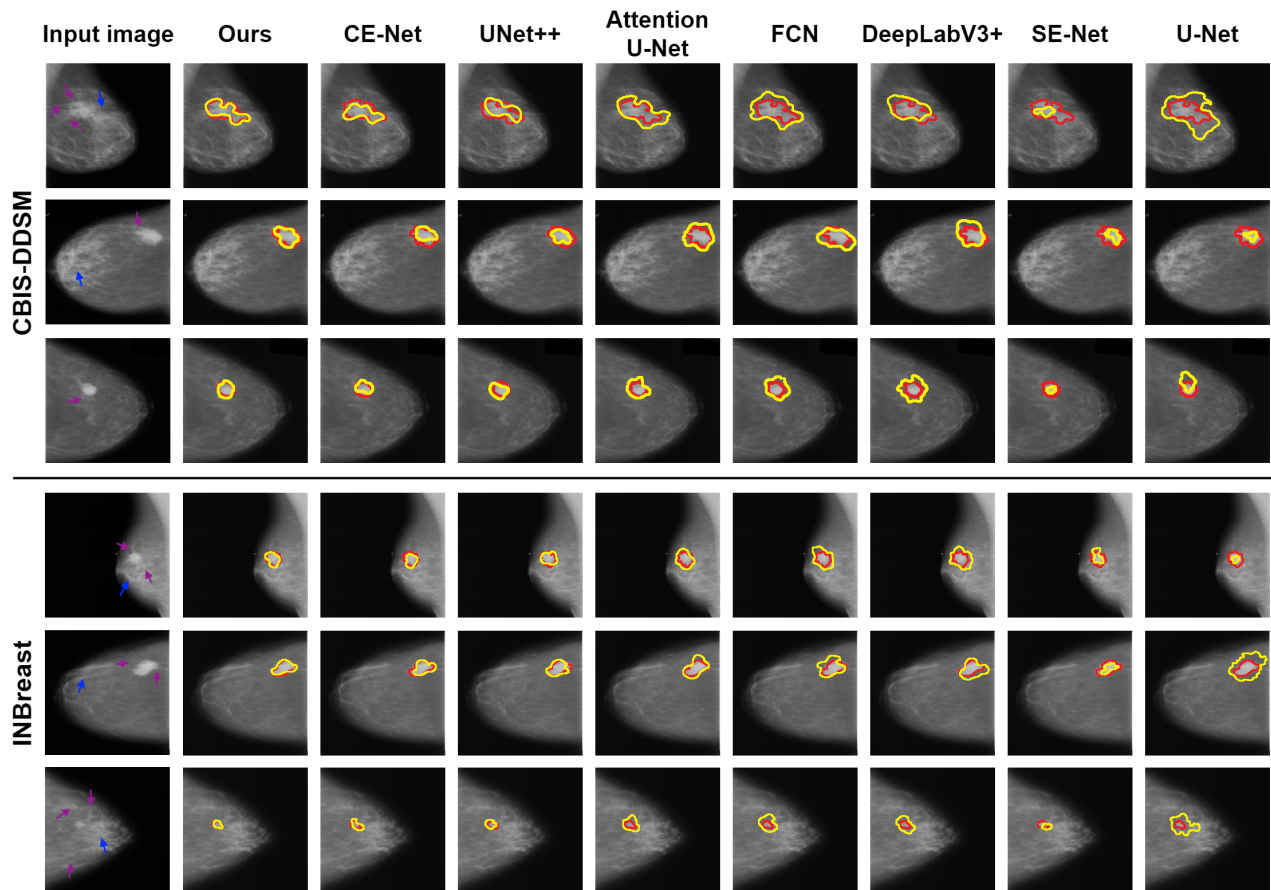 Input image
Ours
CE-Net
UNet++
Attention
U-Net
FCN
DeepLabV3+
SE-Net
U-Net
CBIS-DDSM
INBreast